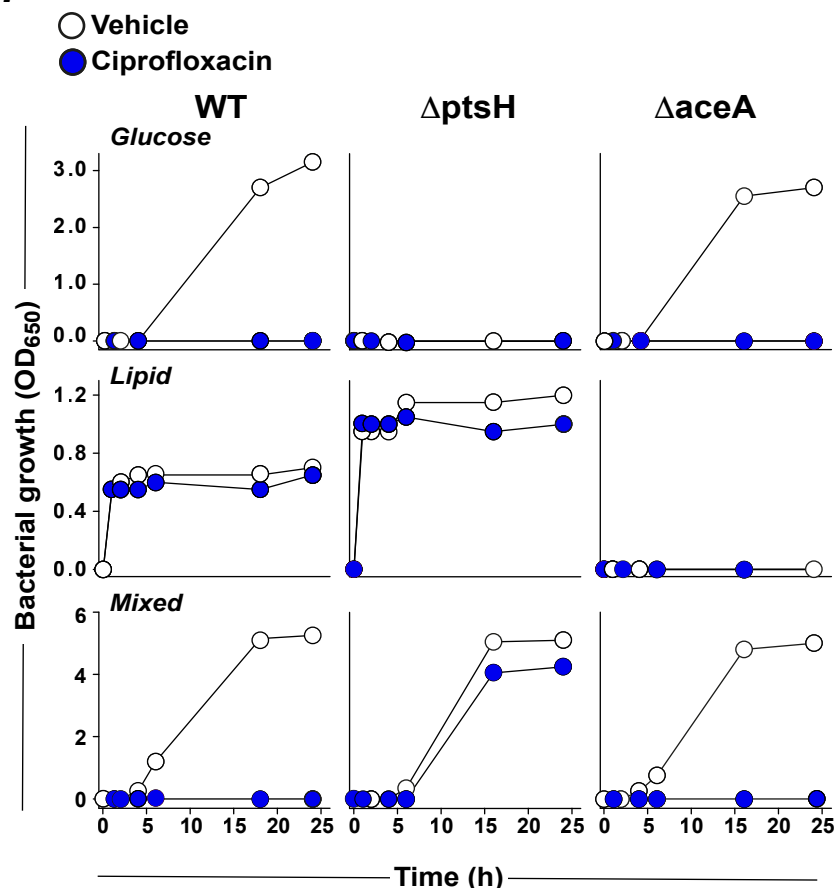 Vehicle
Ciprofloxacin
WT ΔptsH ΔaceA
Glucose
3.0
2.0
1.0
0.0
Lipid
1.2
0.8
0.4
0.0
Mixed
6
4
2
0
0 5 10 15 20 25 0 5 10 15 20 25 0 5 10 15 20 25
Bacterial growth (OD650)
Time (h)